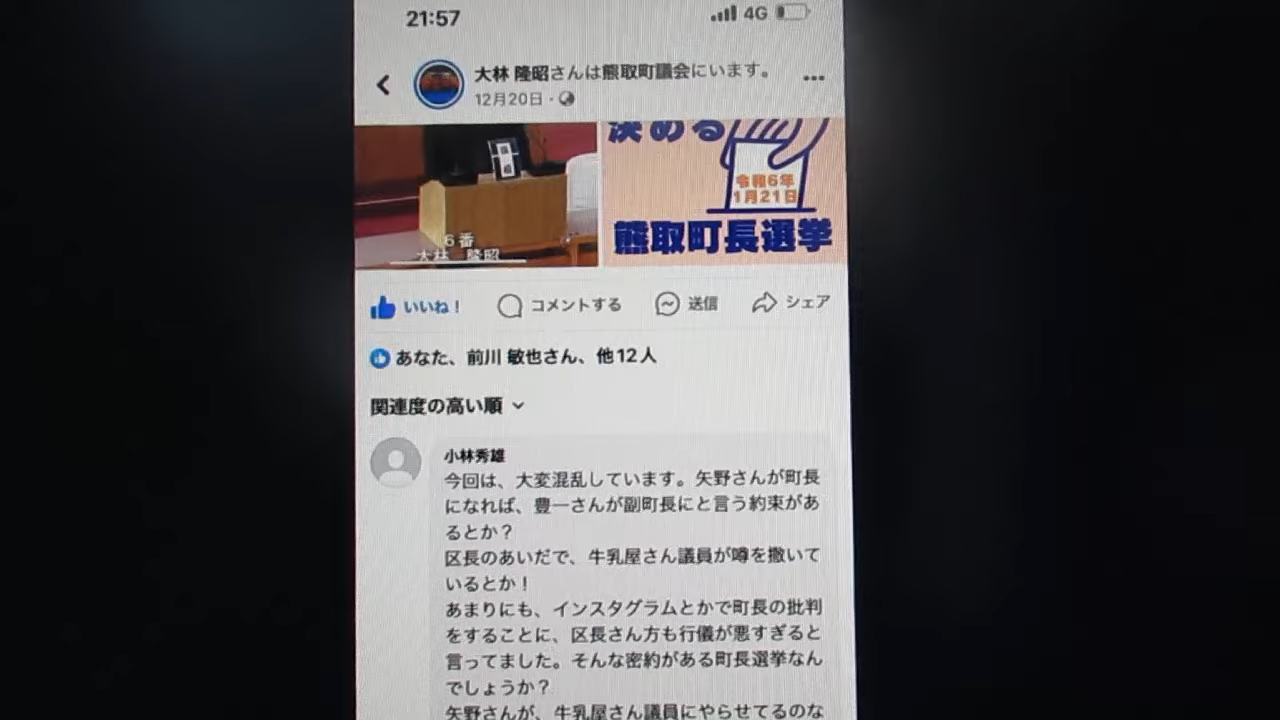 21:57
4G
大林 隆昭さんは熊取町議会にいます。
12月20日
決める
令和6年
1月21日
熊取町長選挙
6番
大林 隆昭
いいね！
コメントする
送信
シェア
あなた、前川 敏也さん、他12人
関連度の高い順
小林秀雄
今回は、大変混乱しています。矢野さんが町長
になれば、豊一さんが副町長にと言う約束があ
るとか？
区長のあいだで、牛乳屋さん議員が噂を撒いて
いるとか！
あまりにも、インスタグラムとかで町長の批判
をすることに、区長さん方も行儀が悪すぎると
言ってました。そんな密約がある町長選挙なん
でしょうか？
矢野さんが、牛乳屋さん議員にやらせてるのな